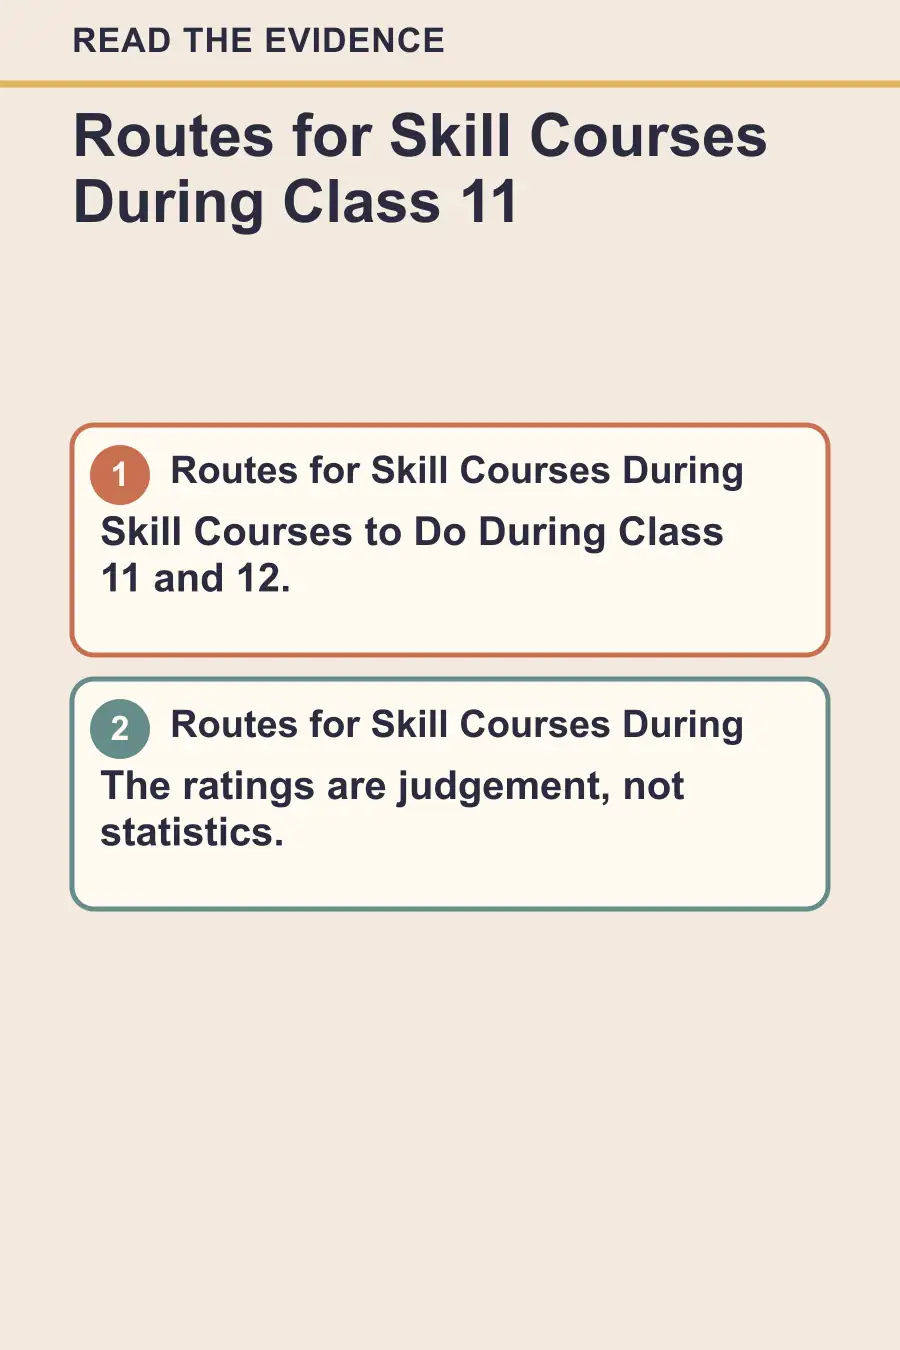 READ THE EVIDENCE
Routes for Skill Courses
During Class 11
1 Routes for Skill Courses During
Skill Courses to Do During Class
11 and 12.
2 Routes for Skill Courses During
The ratings are judgement, not
statistics.